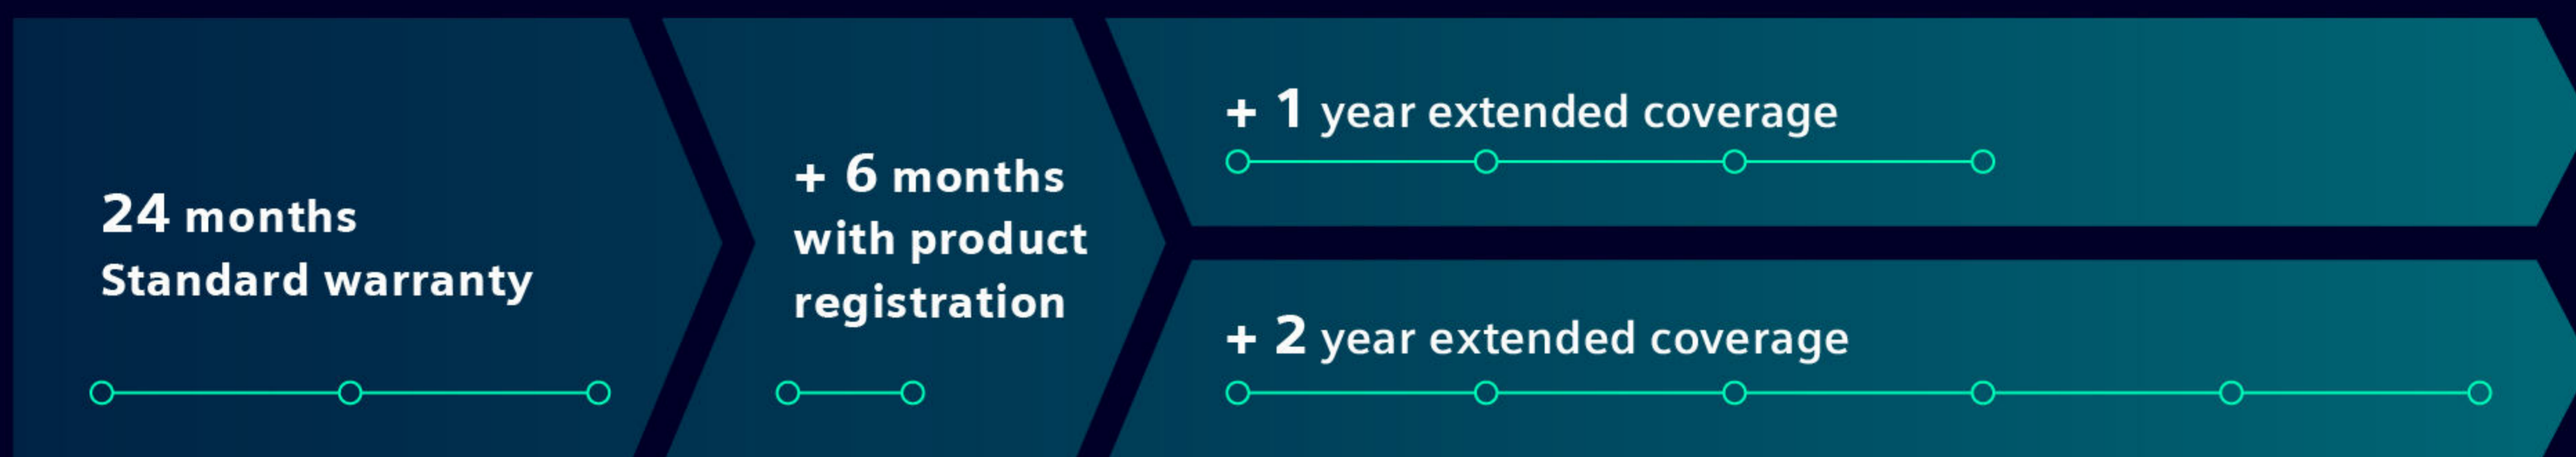 24 months
Standard warranty
+ 6 months
with product
registration
+ 1 year extended coverage
+ 2 year extended coverage